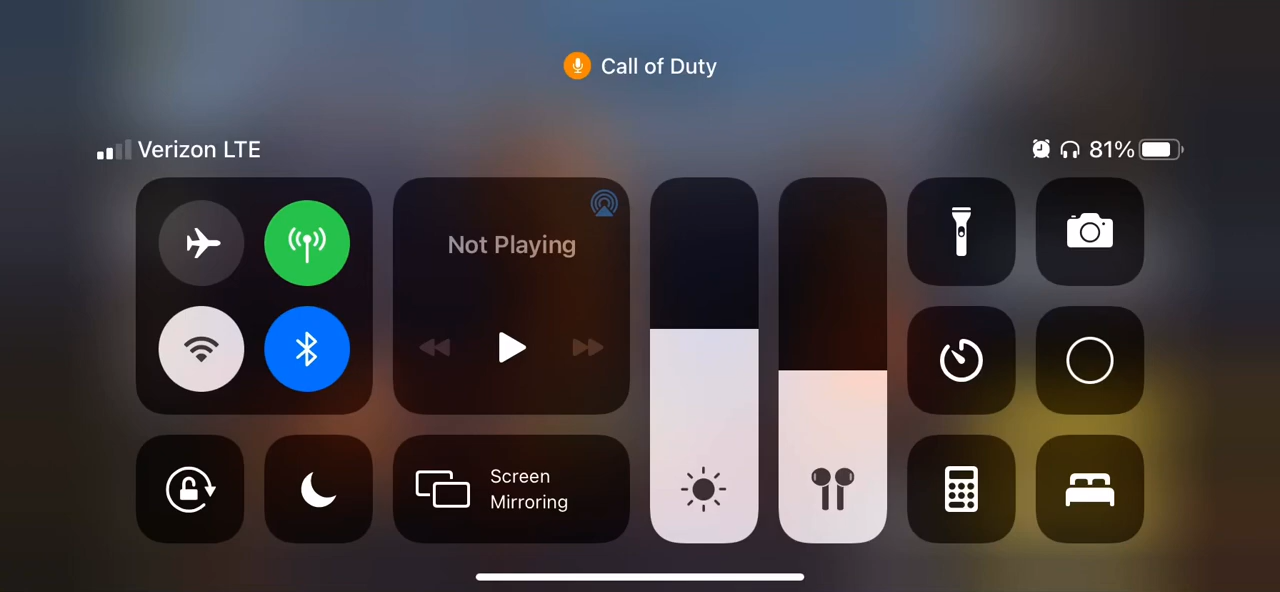 Call of Duty
Verizon LTE
81%
Not Playing
Screen
Mirroring